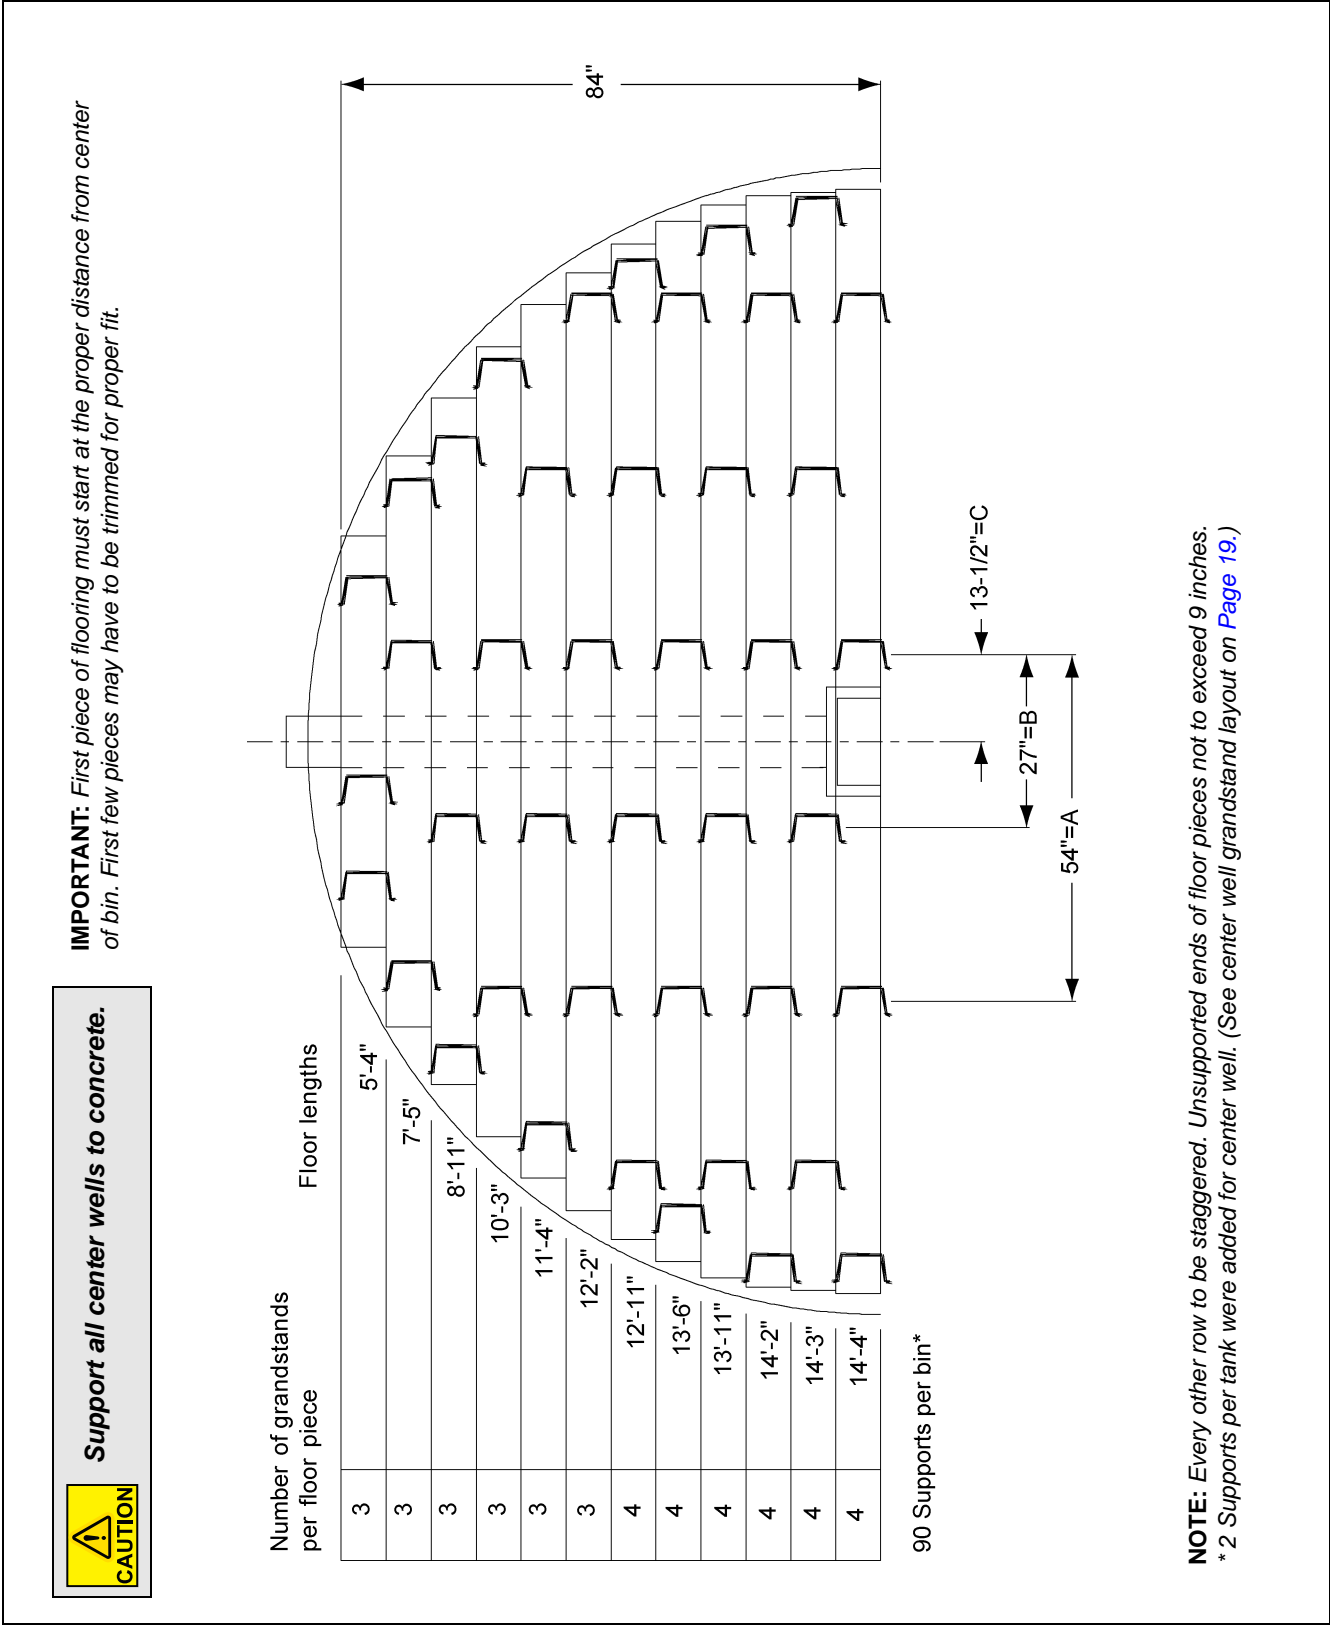 CAUTION
Support all center wells to concrete.
IMPORTANT: First piece of flooring must start at the proper distance from center
of bin. First few pieces may have to be trimmed for proper fit.
Number of grandstands
per floor piece
Floor lengths
3
5'-4"
3
7'-5"
3
8'-11"
3
10'-3"
3
11'-4"
3
12'-2"
4
12'-11"
4
13'-6"
4
13'-11"
4
14'-2"
4
14'-3"
4
14'-4"
84"
90 Supports per bin*
13-1/2"=C
27"=B
54"=A
NOTE: Every other row to be staggered. Unsupported ends of floor pieces not to exceed 9 inches.
* 2 Supports per tank were added for center well. (See center well grandstand layout on Page 19.)